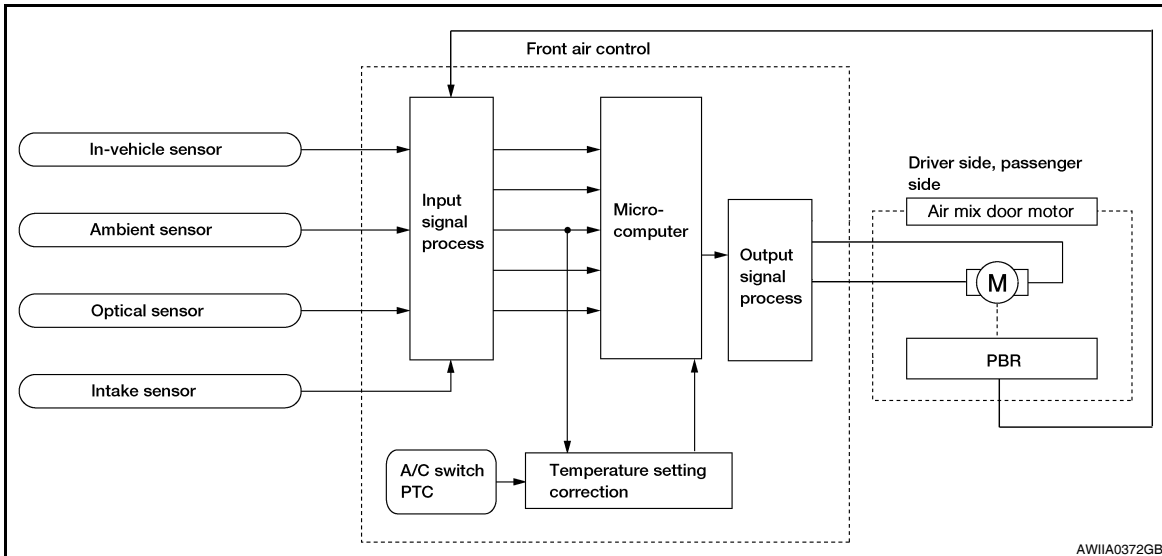 Front air control
In-vehicle sensor
Ambient sensor
Optical sensor
Intake sensor
Input
signal
process
Micro-
computer
Output
signal
process
Driver side, passenger
side
Air mix door motor
M
PBR
A/C switch
PTC
Temperature setting
correction
AWIIA0372GB